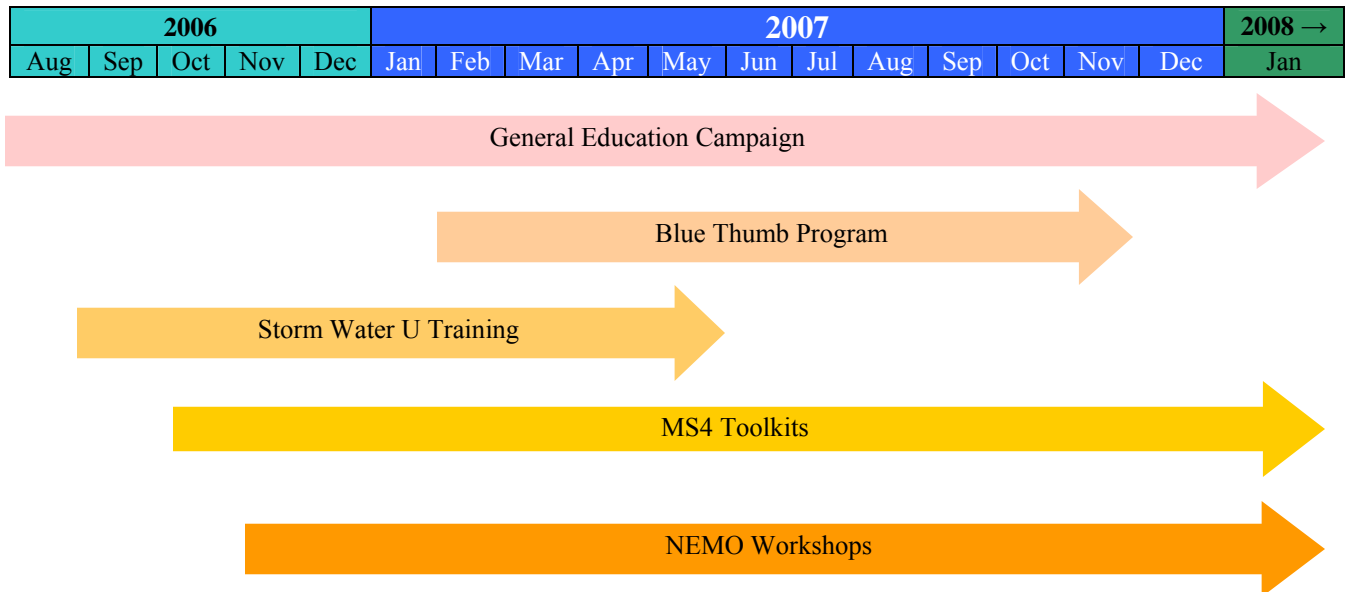 2006 2007 2008 →
Aug Sep Oct Nov Dec Jan Feb Mar Apr May Jun Jul Aug Sep Oct Nov Dec Jan
General Education Campaign
Blue Thumb Program
Storm Water U Training
MS4 Toolkits
NEMO Workshops